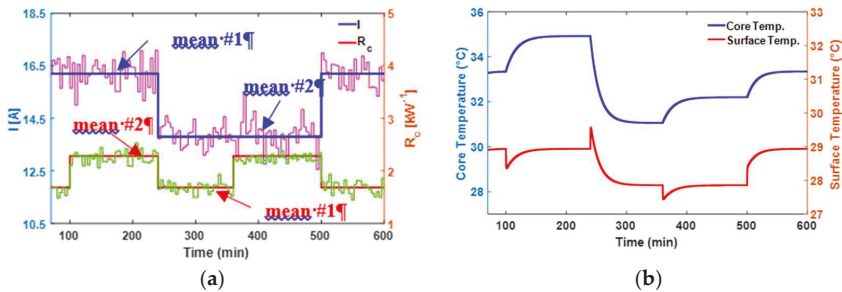 18.5
16.5
14.5
12.5
10.5
I [A]
5
4
3
2
1
R_c [kW⁻¹]
mean·#1¶
I
R_c
mean·#2¶
mean·#2¶
mean·#1¶
100
200
300
400
500
600
Time (min)
(a)
36
34
32
30
28
Core Temperature (°C)
33
32
31
30
29
28
27
Surface Temperature (°C)
Core Temp.
Surface Temp.
100
200
300
400
500
600
Time (min)
(b)